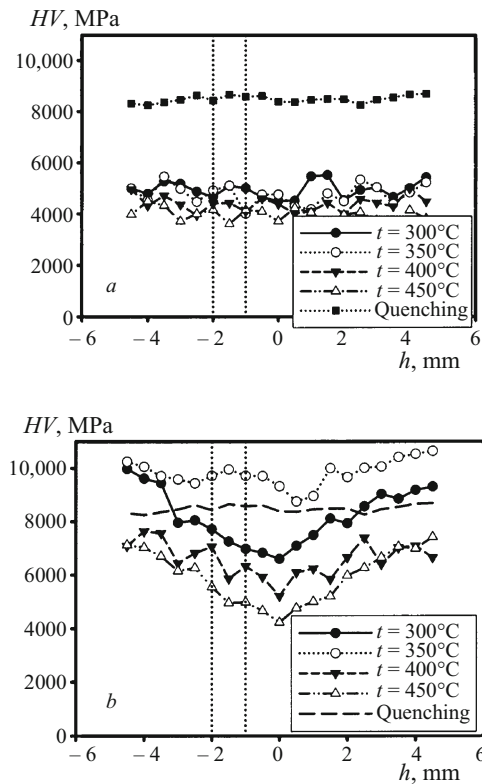 HV, MPa
10,000
8000
6000
4000
2000
0
a
t = 300°C
t = 350°C
t = 400°C
t = 450°C
Quenching
− 6 − 4 − 2 0 2 6
h, mm
HV, MPa
10,000
8000
6000
4000
2000
0
b
t = 300°C
t = 350°C
t = 400°C
t = 450°C
Quenching
− 6 − 4 − 2 0 2 4 6
h, mm